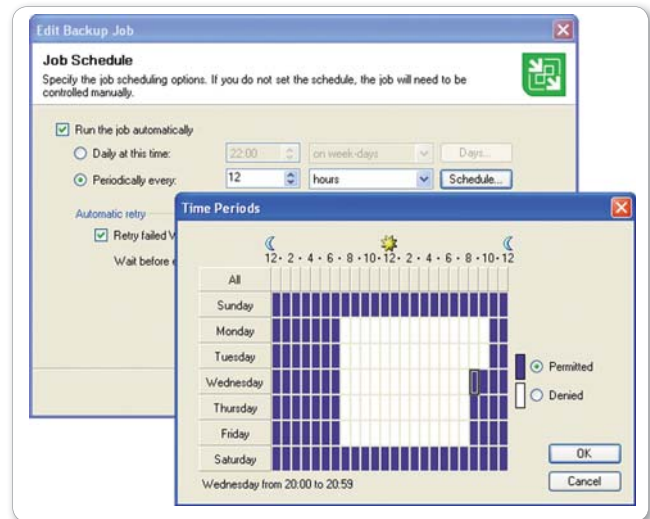 Edit Backup Job
Job Schedule
Specify the job scheduling options. If you do not set the schedule, the job will need to be
controlled manually.
Run the job automatically
Daily at this time: 22:00 on week-days Days...
Periodically every: 12 hours Schedule...
Automatic retry
Retry failed V
Wait before e
Time Periods
12 · 2 · 4 · 6 · 8 · 10 · 12 · 2 · 4 · 6 · 8 · 10 · 12
All
Sunday
Monday
Tuesday
Wednesday
Thursday
Friday
Saturday
Permitted
Denied
Wednesday from 20:00 to 20:59
OK
Cancel